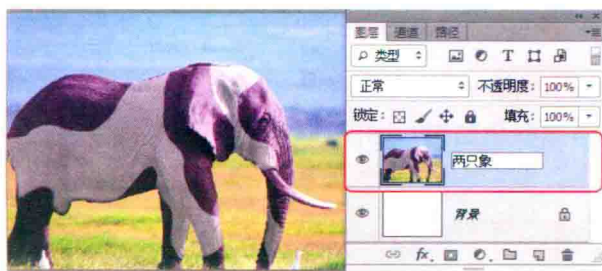 图层 通道 路径
类型 T
正常 不透明度: 100%
锁定: 填充: 100%
两只象
背景
fx